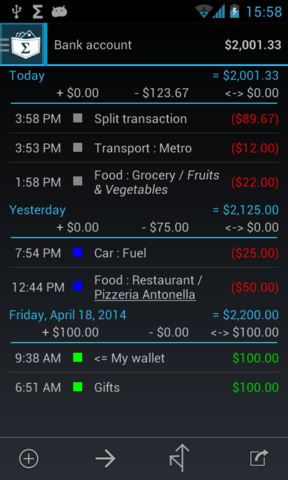 Σ 15:58
Σ Bank account $2,001.33
Today = $2,001.33
+ $0.00 - $123.67 <-> $0.00
3:58 PM Split transaction ($89.67)
3:53 PM Transport : Metro ($12.00)
1:58 PM Food : Grocery / Fruits & Vegetables ($22.00)
Yesterday = $2,125.00
+ $0.00 - $75.00 <-> $0.00
7:54 PM Car : Fuel ($25.00)
12:44 PM Food : Restaurant / Pizzeria Antonella ($50.00)
Friday, April 18, 2014 = $2,200.00
+ $100.00 - $0.00 <-> $100.00
9:38 AM <= My wallet $100.00
6:51 AM Gifts $100.00